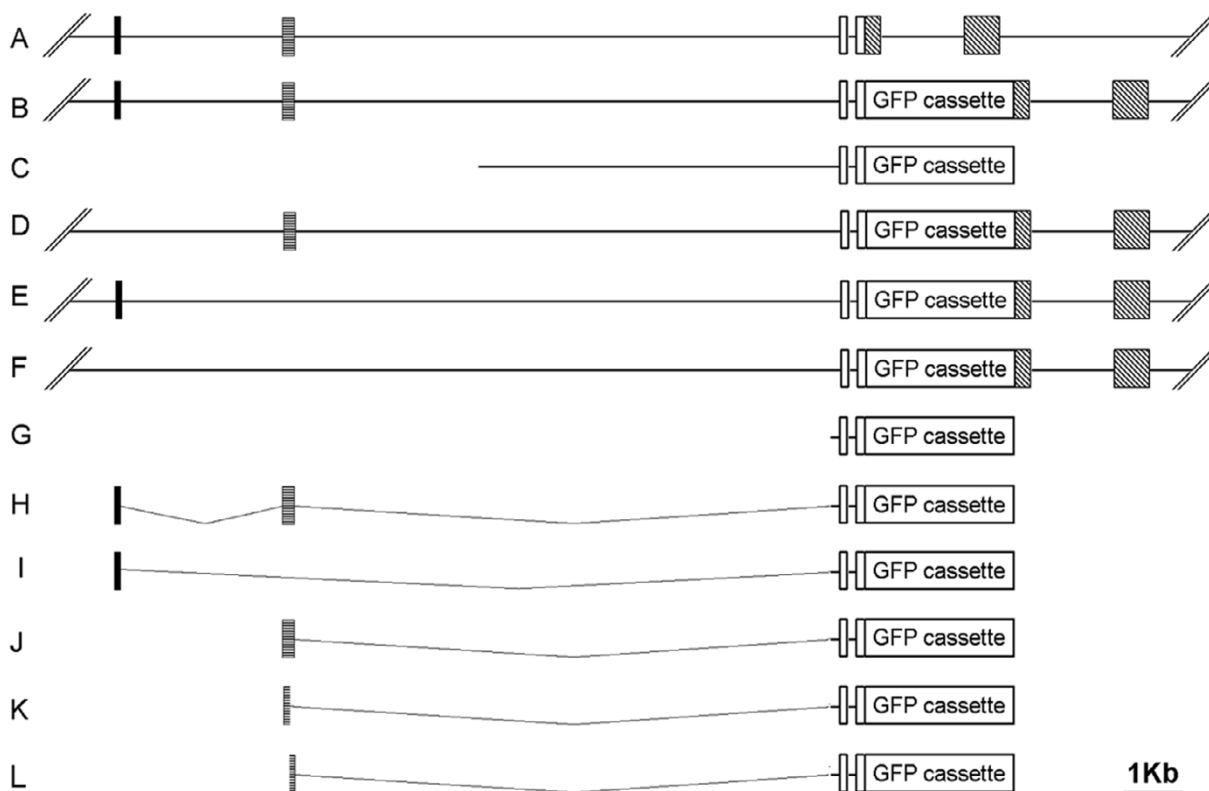 A
B GFP cassette
C GFP cassette
D GFP cassette
E GFP cassette
F GFP cassette
G GFP cassette
H GFP cassette
I GFP cassette
J GFP cassette
K GFP cassette
L GFP cassette
1Kb